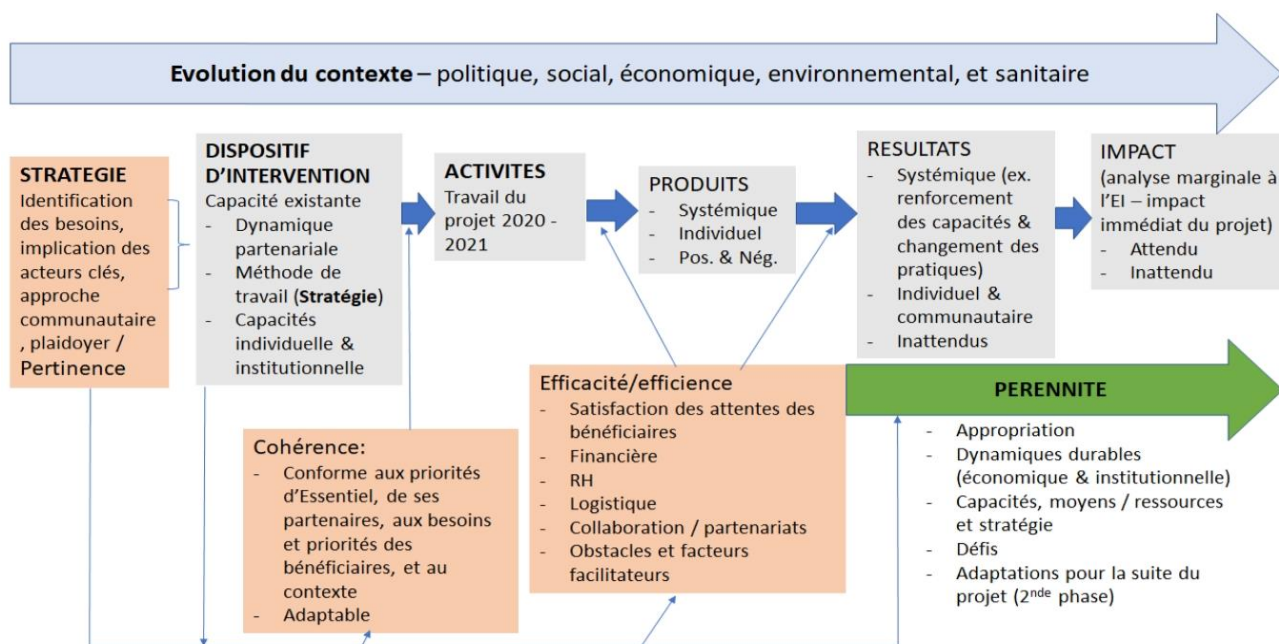 Evolution du contexte – politique, social, économique, environnemental, et sanitaire
STRATEGIE
Identification
des besoins,
implication des
acteurs clés,
approche
communautaire
, plaidoyer /
Pertinence
DISPOSITIF
D’INTERVENTION
Capacité existante
- Dynamique
partenariale
- Méthode de
travail (Stratégie)
- Capacités
individuelle &
institutionnelle
ACTIVITES
Travail du
projet 2020 -
2021
PRODUITS
- Systémique
- Individuel
- Pos. & Nég.
RESULTATS
- Systémique (ex.
renforcement
des capacités &
changement des
pratiques)
- Individuel &
communautaire
- Inattendus
IMPACT
(analyse marginale à
l’EI – impact
immédiat du projet)
- Attendu
- Inattendu
Cohérence:
- Conforme aux priorités
d’Essentiel, de ses
partenaires, aux besoins
et priorités des
bénéficiaires, et au
contexte
- Adaptable
Efficacité/efficience
- Satisfaction des attentes des
bénéficiaires
- Financière
- RH
- Logistique
- Collaboration / partenariats
- Obstacles et facteurs
facilitateurs
PERENNITE
- Appropriation
- Dynamiques durables
(économique & institutionnelle)
- Capacités, moyens / ressources
et stratégie
- Défis
- Adaptations pour la suite du
projet (2nde phase)